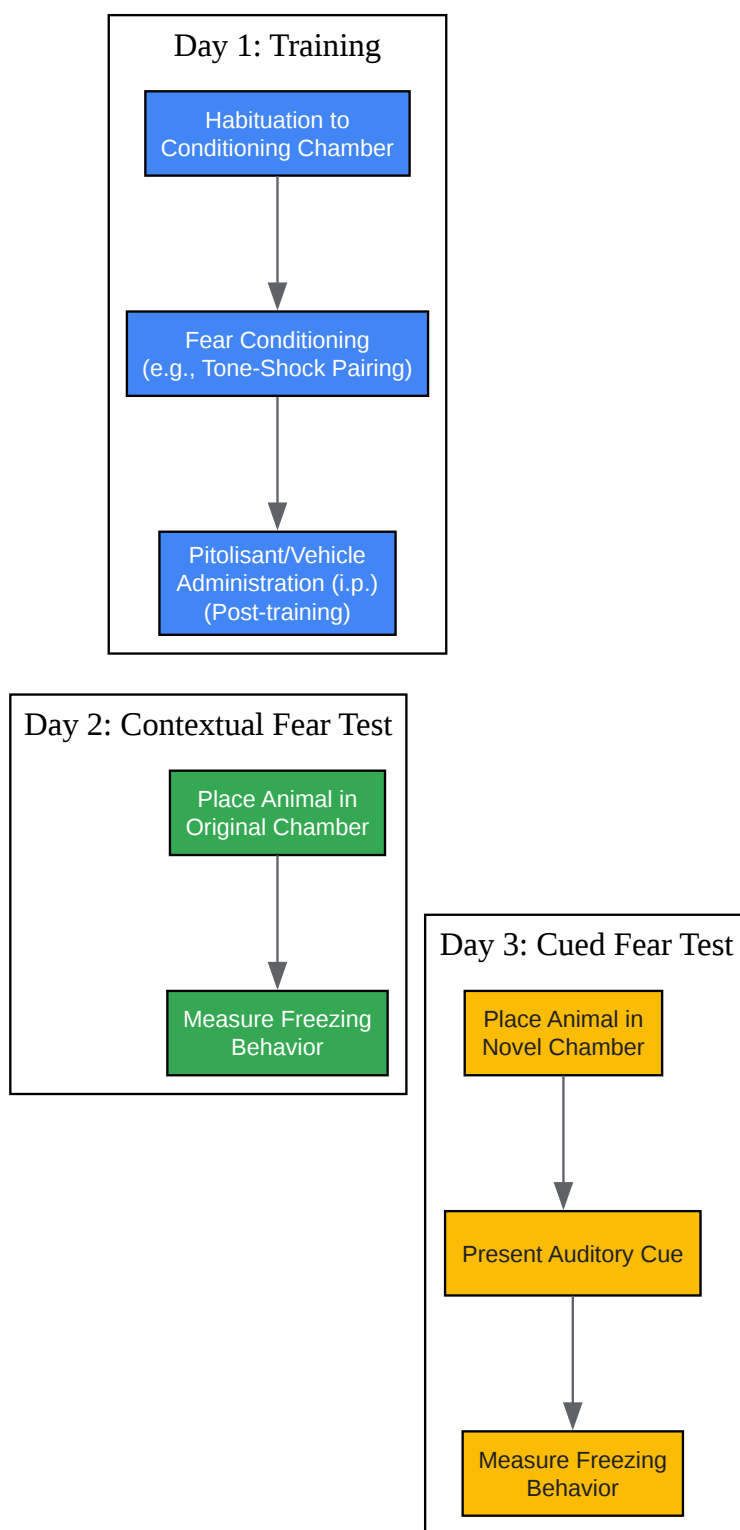 Day 1: Training
Habituation to
Conditioning Chamber
Fear Conditioning
(e.g., Tone-Shock Pairing)
Pitolisant/Vehicle
Administration (i.p.)
(Post-training)
Day 2: Contextual Fear Test
Place Animal in
Original Chamber
Measure Freezing
Behavior
Day 3: Cued Fear Test
Place Animal in
Novel Chamber
Present Auditory Cue
Measure Freezing
Behavior